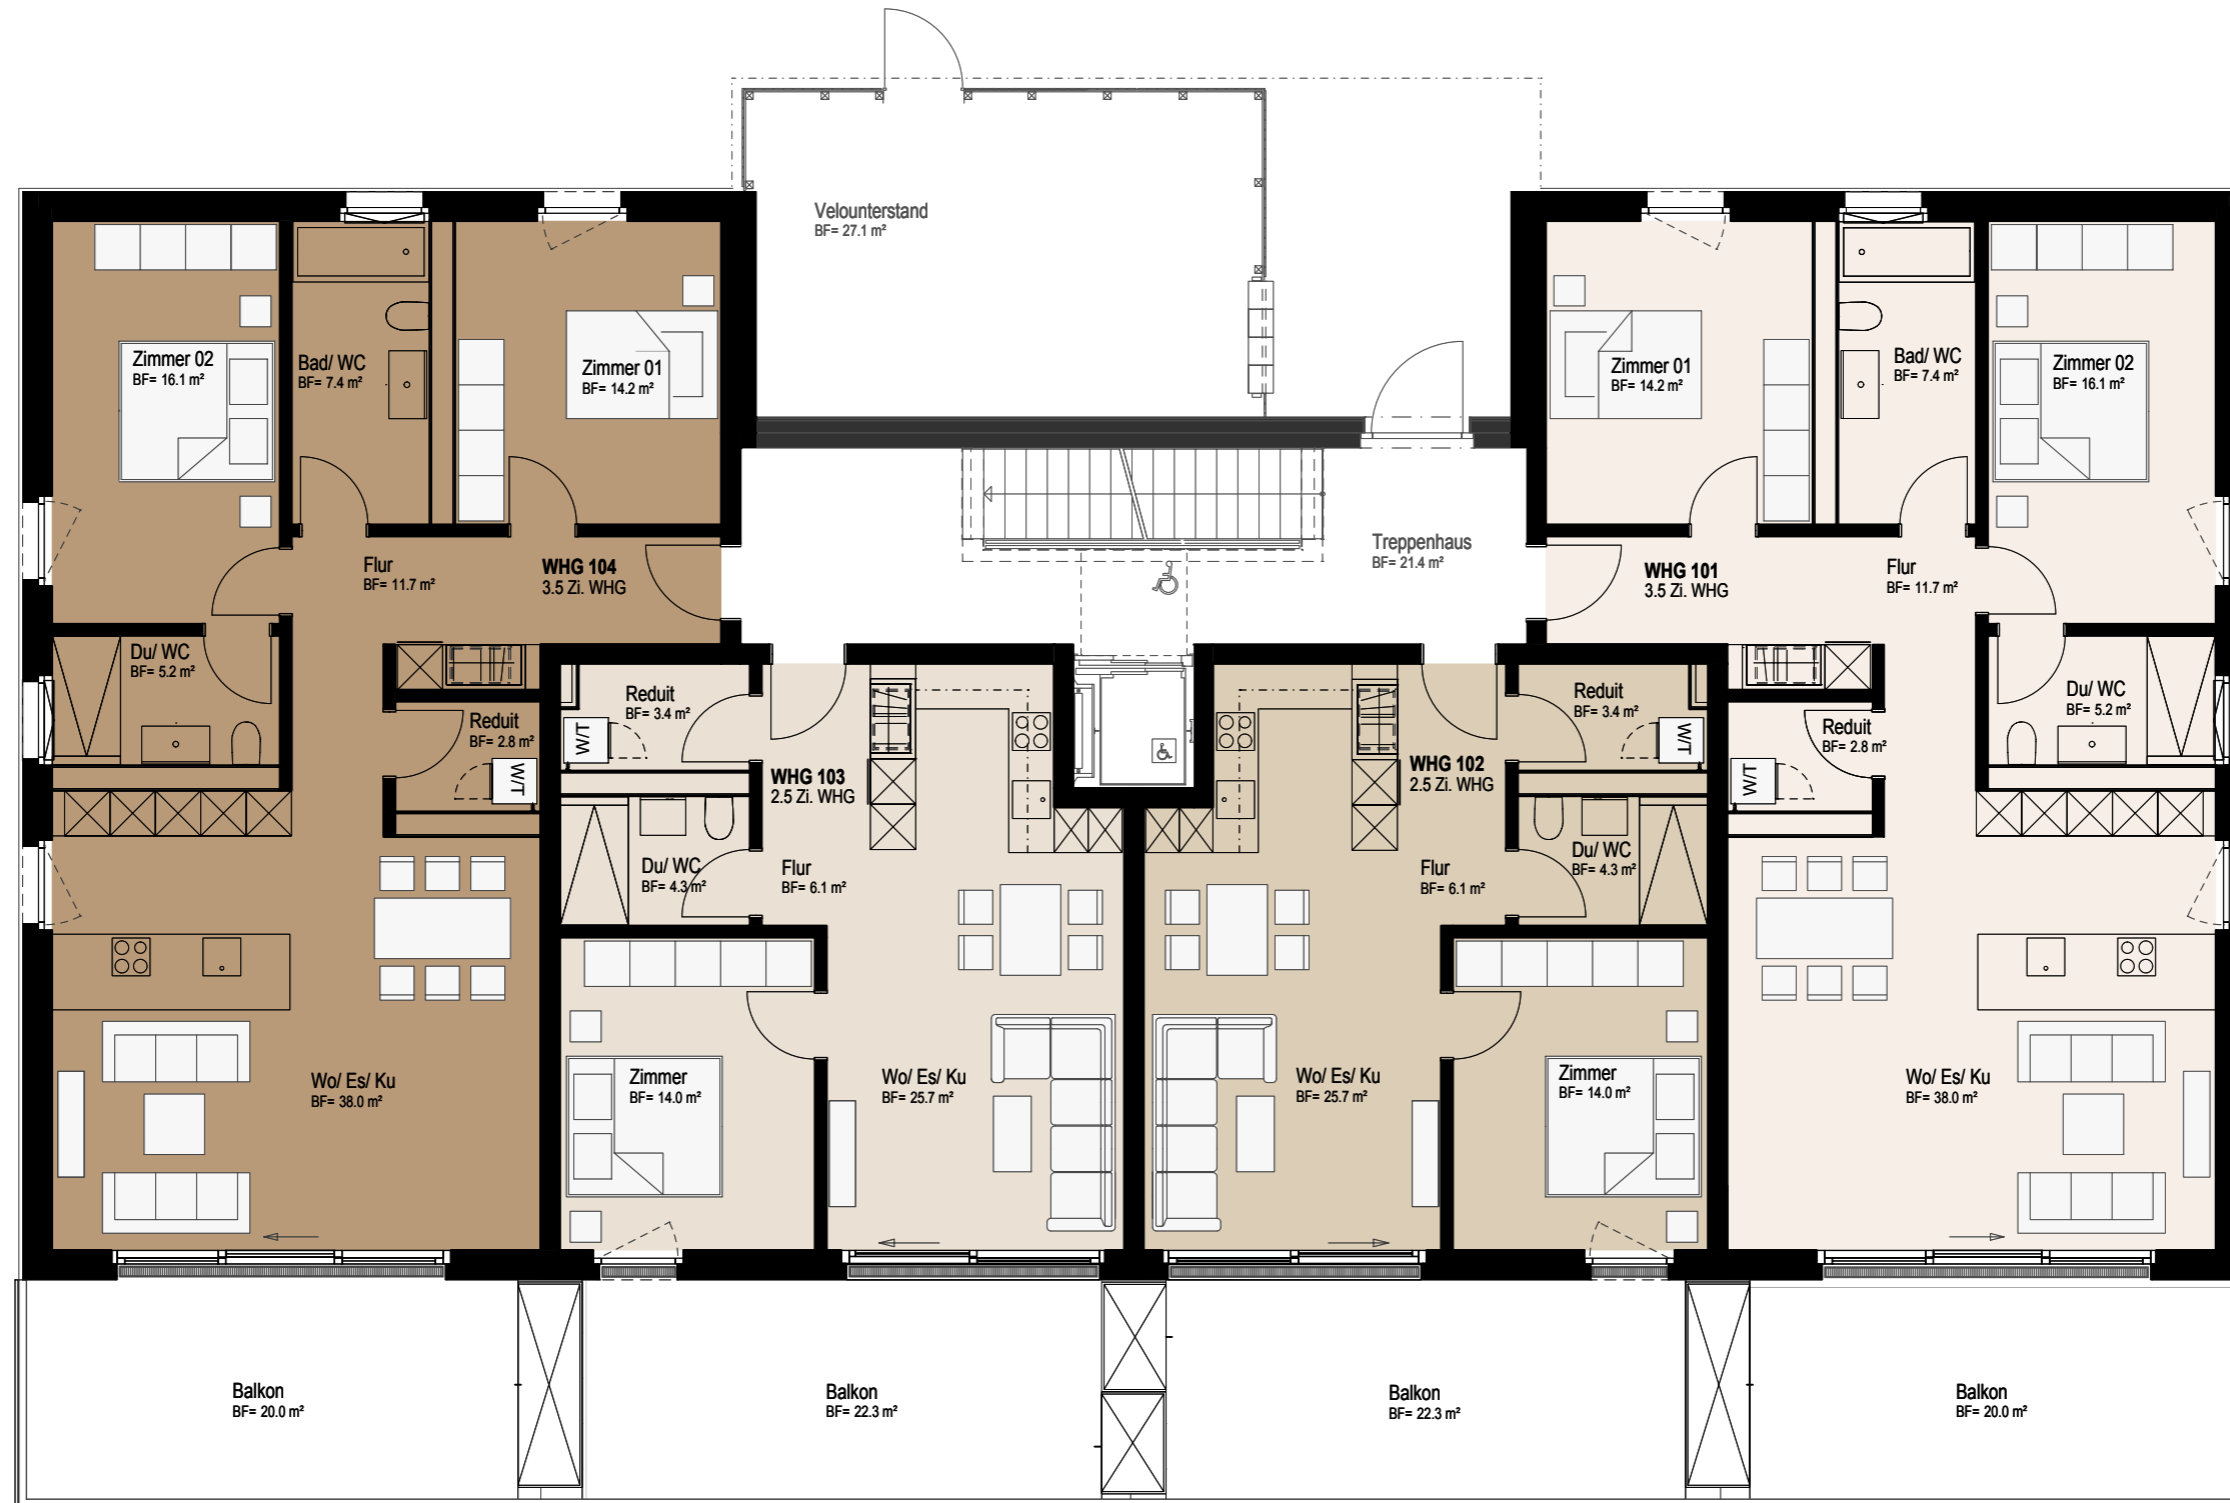 Velounterstand
BF= 27.1 m²
Zimmer 02
BF= 16.1 m²
Bad/ WC
BF= 7.4 m²
Zimmer 01
BF= 14.2 m²
Zimmer 01
BF= 14.2 m²
Bad/ WC
BF= 7.4 m²
Zimmer 02
BF= 16.1 m²
Flur
BF= 11.7 m²
WHG 104
3.5 Zi. WHG
Treppenhaus
BF= 21.4 m²
WHG 101
3.5 Zi. WHG
Flur
BF= 11.7 m²
Du/ WC
BF= 5.2 m²
Reduit
BF= 2.8 m²
W/T
Reduit
BF= 3.4 m²
W/T
WHG 103
2.5 Zi. WHG
WHG 102
2.5 Zi. WHG
Reduit
BF= 3.4 m²
W/T
Reduit
BF= 2.8 m²
W/T
Du/ WC
BF= 5.2 m²
Du/ WC
BF= 4.3 m²
Flur
BF= 6.1 m²
Flur
BF= 6.1 m²
Du/ WC
BF= 4.3 m²
Wo/ Es/ Ku
BF= 38.0 m²
Zimmer
BF= 14.0 m²
Wo/ Es/ Ku
BF= 25.7 m²
Wo/ Es/ Ku
BF= 25.7 m²
Zimmer
BF= 14.0 m²
Wo/ Es/ Ku
BF= 38.0 m²
Balkon
BF= 20.0 m²
Balkon
BF= 22.3 m²
Balkon
BF= 22.3 m²
Balkon
BF= 20.0 m²